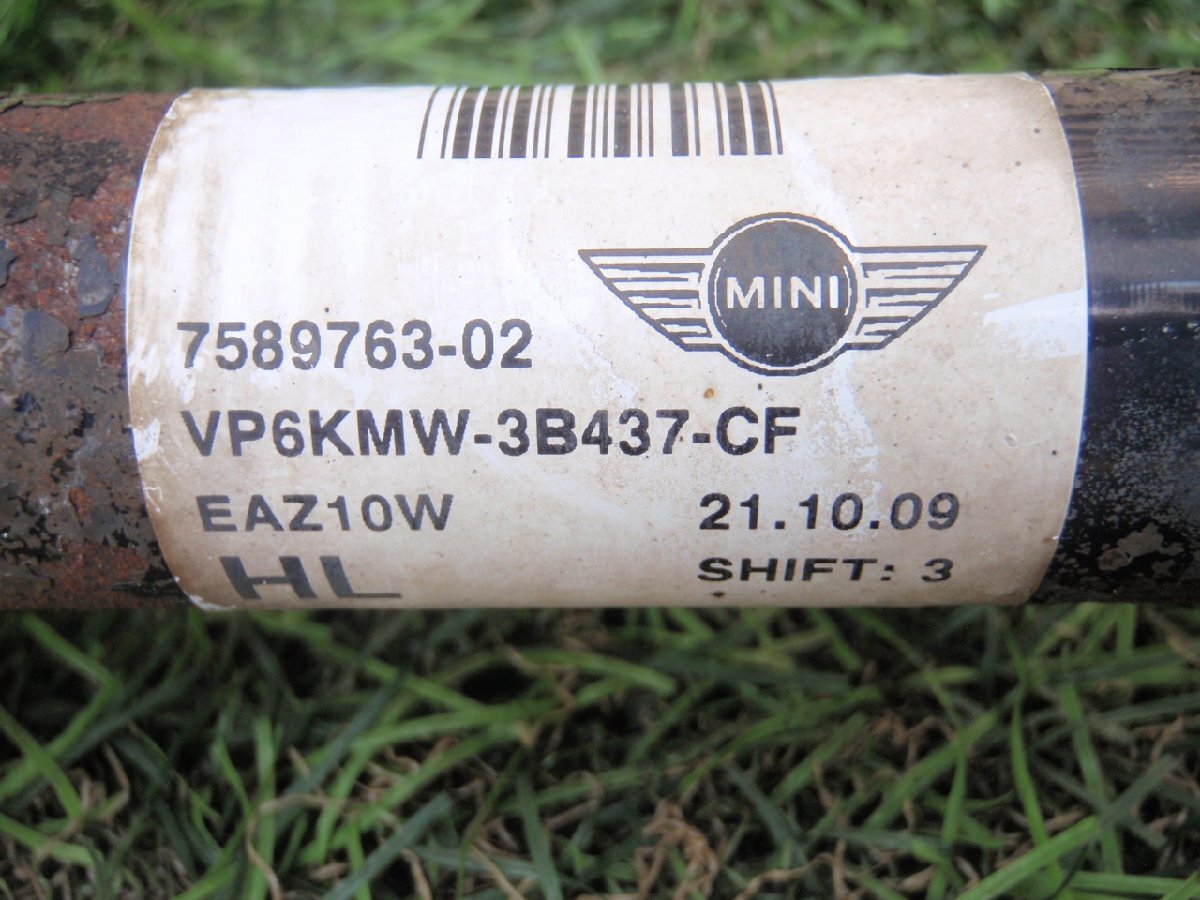 MINI
7589763-02
VP6KMW-3B437-CF
EAZ10W 21.10.09
HL SHIFT: 3